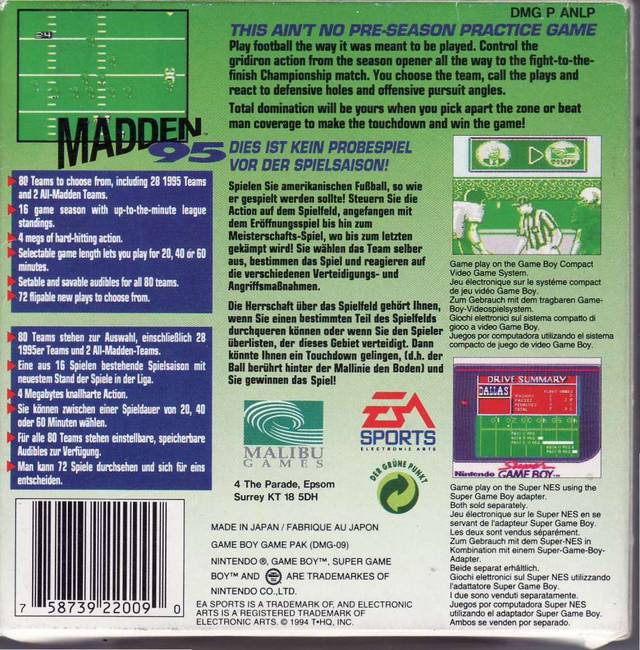 DMG P ANLP
THIS AIN'T NO PRE-SEASON PRACTICE GAME
Play football the way it was meant to be played. Control the
gridiron action from the season opener all the way to the fight-to-the-
finish Championship match. You choose the team, call the plays and
react to defensive holes and offensive pursuit angles.
Total domination will be yours when you pick apart the zone or beat
man coverage to make the touchdown and win the game!
MADDEN™
95
DIES IST KEIN PROBESPIEL
VOR DER SPIELSAISON!
Spielen Sie amerikanischen Fußball, so wie
er gespielt werden sollte! Steuern Sie die
Action auf dem Spielfeld, angefangen mit
dem Eröffnungsspiel bis hin zum
Meisterschafts-Spiel, wo bis zum letzten
gekämpft wird! Sie wählen das Team selber
aus, bestimmen das Spiel und reagieren auf
die verschiedenen Verteidigungs- und
Angriffsmaßnahmen.
Die Herrschaft über das Spielfeld gehört Ihnen,
wenn Sie einen bestimmten Teil des Spielfelds
durchqueren können oder wenn Sie den Spieler
überlisten, der dieses Gebiet verteidigt. Dann
könnte Ihnen ein Touchdown gelingen, (d.h. der
Ball berührt hinter der Mallinie den Boden) und
Sie gewinnen das Spiel!
80 Teams to choose from, including 28 1995 Teams
and 2 All-Madden Teams.
16 game season with up-to-the-minute league
standings.
4 megs of hard-hitting action.
Selectable game length lets you play for 20, 40 or 60
minutes.
Setable and savable audibles for all 80 teams.
72 flipable new plays to choose from.
80 Teams stehen zur Auswahl, einschließlich 28
1995er Teams und 2 All-Madden-Teams.
Eine aus 16 Spielen bestehende Spielsaison mit
neuestem Stand der Spiele in der Liga.
4 Megabytes knallharte Action.
Sie können zwischen einer Spieldauer von 20, 40
oder 60 Minuten wählen.
Für alle 80 Teams stehen einstellbare, speicherbare
Audibles zur Verfügung.
Man kann 72 Spiele durchsehen und sich für eins
entscheiden.
Game play on the Game Boy Compact
Video Game System.
Jeu électronique sur le systéme compact
de jeu vidéo Game Boy.
Zum Gebrauch mit dem tragbaren Game-
Boy-Videospielsystem.
Giochi elettronici sul sistema compatto di
gioco a video Game Boy.
Juegos por computadora utilizando el sistema
compacto de juego de video Game Boy.
DRIVE SUMMARY
DALLAS
Nintendo Super GAME BOY™
Game play on the Super NES using the
Super Game Boy adapter.
Both sold separately.
Jeu électronique sur le Super NES en se
servant de l'adapteur Super Game Boy.
Les deux sont vendus séparément.
Zum Gebrauch mit dem Super-NES in
Kombination mit einem Super-Game-Boy-
Adapter.
Beide separat erhältlich.
Giochi elettronici sul Super NES utilizzando
l'adattatore Super Game Boy.
I due sono venduti separatamente.
Juegos por computadora Super NES
utilizando el adaptador Super Game Boy.
Ambos se venden por separado.
MALIBU
GAMES
4 The Parade, Epsom
Surrey KT 18 5DH
EA
SPORTS
ELECTRONIC ARTS
DER GRÜNE PUNKT
MADE IN JAPAN / FABRIQUE AU JAPON
GAME BOY GAME PAK (DMG-09)
NINTENDO ®, GAME BOY™, SUPER GAME
BOY™ AND ARE TRADEMARKS OF
NINTENDO CO.,LTD.
EA SPORTS IS A TRADEMARK OF, AND ELECTRONIC
ARTS IS A REGISTERED TRADEMARK OF
ELECTRONIC ARTS. © 1994 T•HQ, INC.
7 58739 22009 0